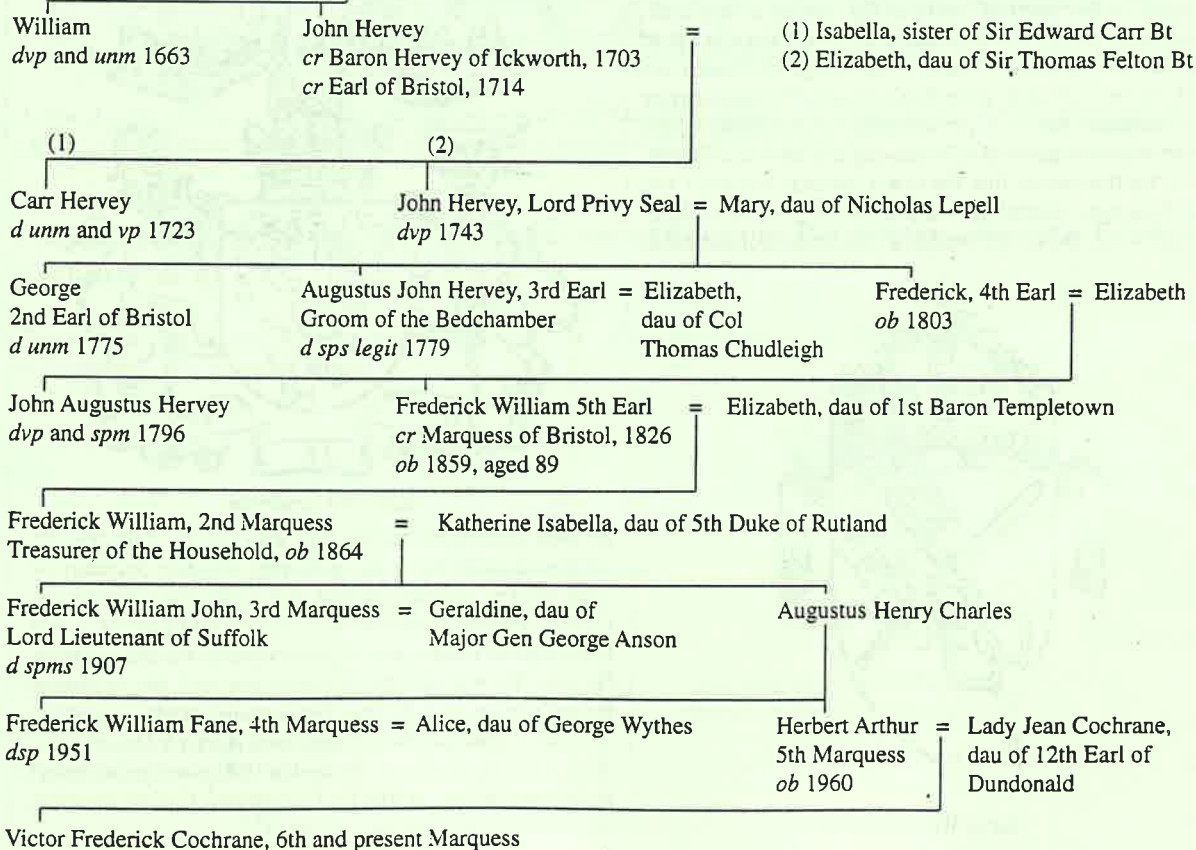 William
dvp and unm 1663
John Hervey
cr Baron Hervey of Ickworth, 1703
cr Earl of Bristol, 1714
=
(1) Isabella, sister of Sir Edward Carr Bt
(2) Elizabeth, dau of Sir Thomas Felton Bt
(1)
(2)
Carr Hervey
d unm and vp 1723
John Hervey, Lord Privy Seal = Mary, dau of Nicholas Lepell
dvp 1743
George
2nd Earl of Bristol
d unm 1775
Augustus John Hervey, 3rd Earl = Elizabeth,
Groom of the Bedchamber
d sps legit 1779
dau of Col
Thomas Chudleigh
Frederick, 4th Earl = Elizabeth
ob 1803
John Augustus Hervey
dvp and spm 1796
Frederick William 5th Earl = Elizabeth, dau of 1st Baron Templetown
cr Marquess of Bristol, 1826
ob 1859, aged 89
Frederick William, 2nd Marquess = Katherine Isabella, dau of 5th Duke of Rutland
Treasurer of the Household, ob 1864
Frederick William John, 3rd Marquess = Geraldine, dau of
Lord Lieutenant of Suffolk
d spms 1907
Major Gen George Anson
Augustus Henry Charles
Frederick William Fane, 4th Marquess = Alice, dau of George Wythes
dsp 1951
Herbert Arthur = Lady Jean Cochrane,
5th Marquess
ob 1960
dau of 12th Earl of
Dundonald
Victor Frederick Cochrane, 6th and present Marquess